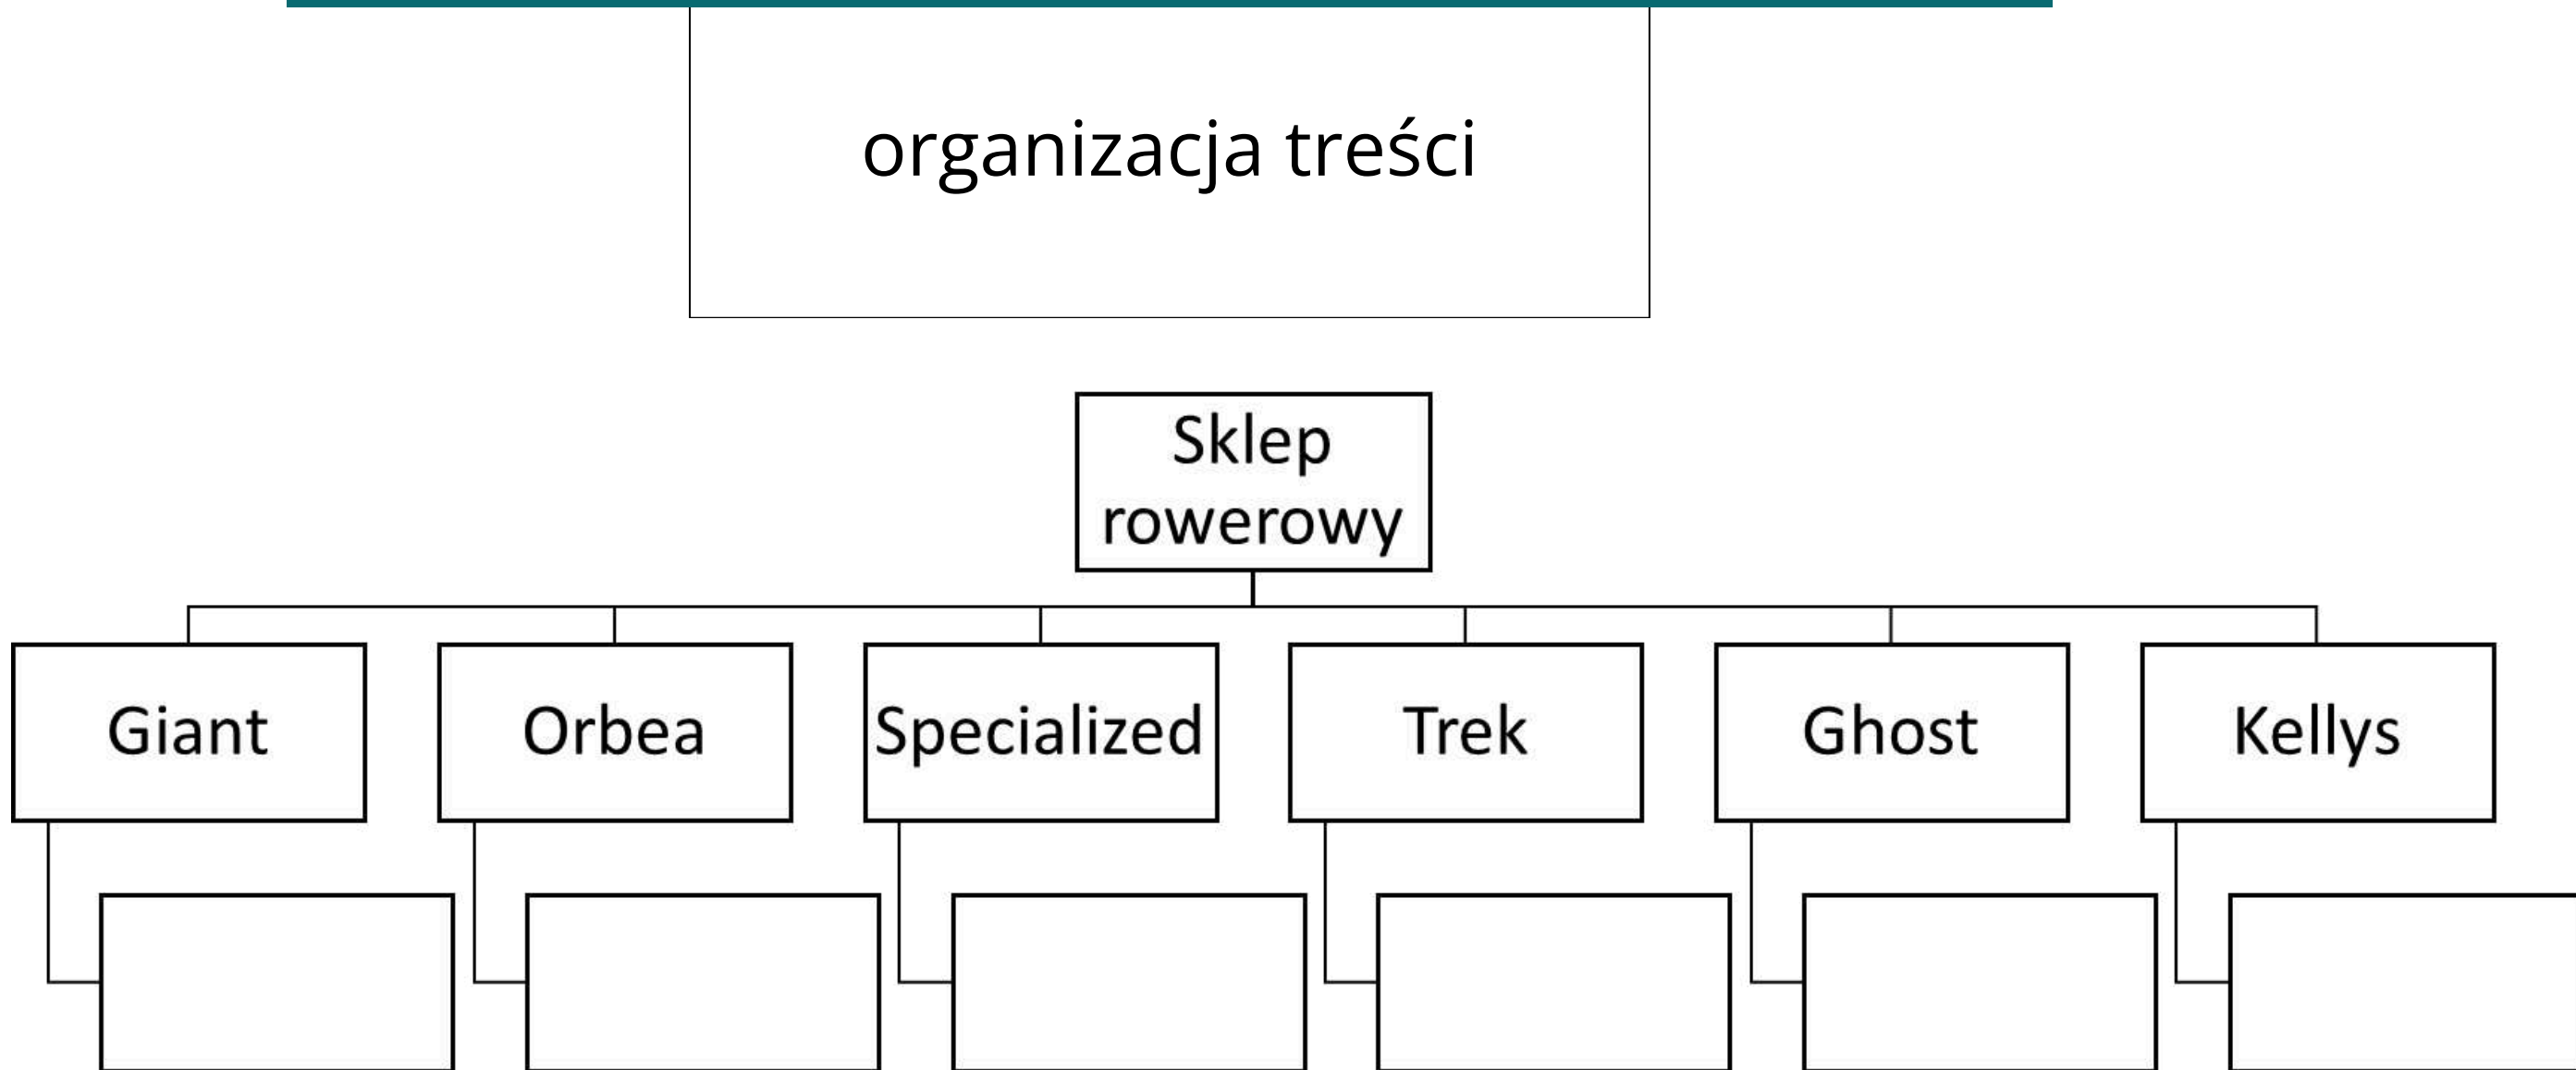 organizacja treści
Sklep
rowerowy
Giant
Orbea
Specialized
Trek
Ghost
Kellys